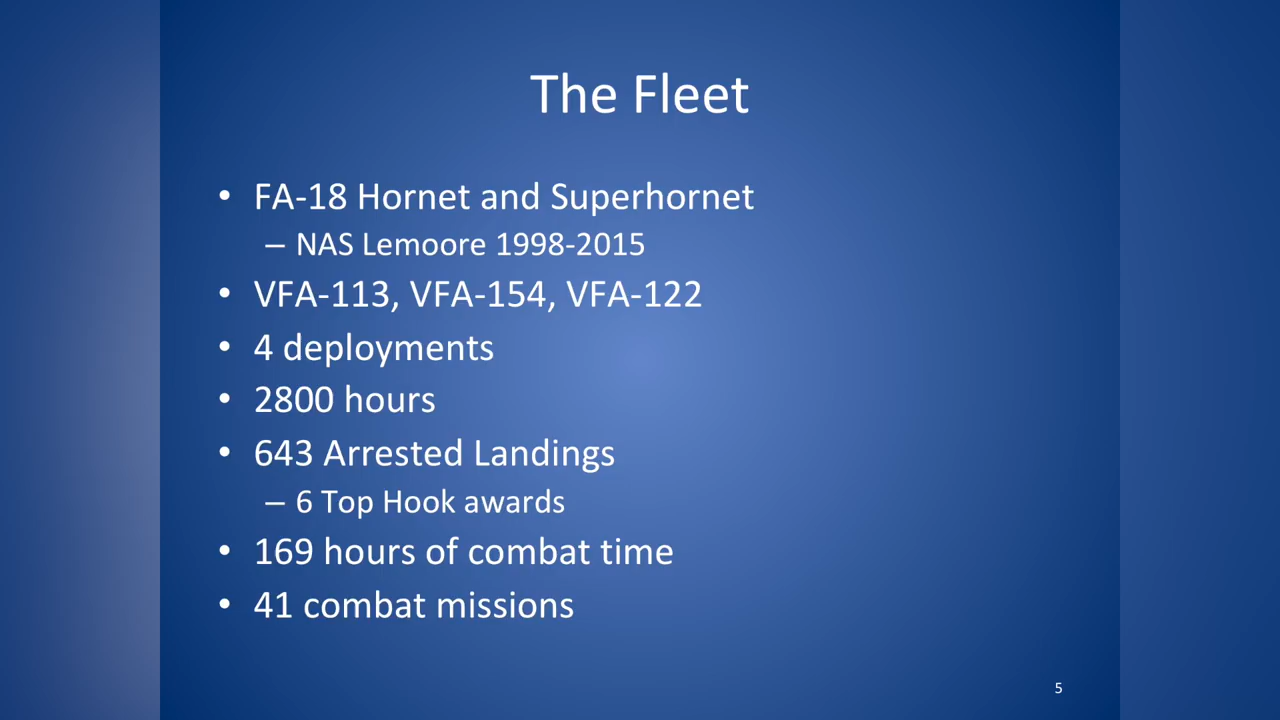 The Fleet
• FA-18 Hornet and Superhornet
– NAS Lemoore 1998-2015
• VFA-113, VFA-154, VFA-122
• 4 deployments
• 2800 hours
• 643 Arrested Landings
– 6 Top Hook awards
• 169 hours of combat time
• 41 combat missions
5